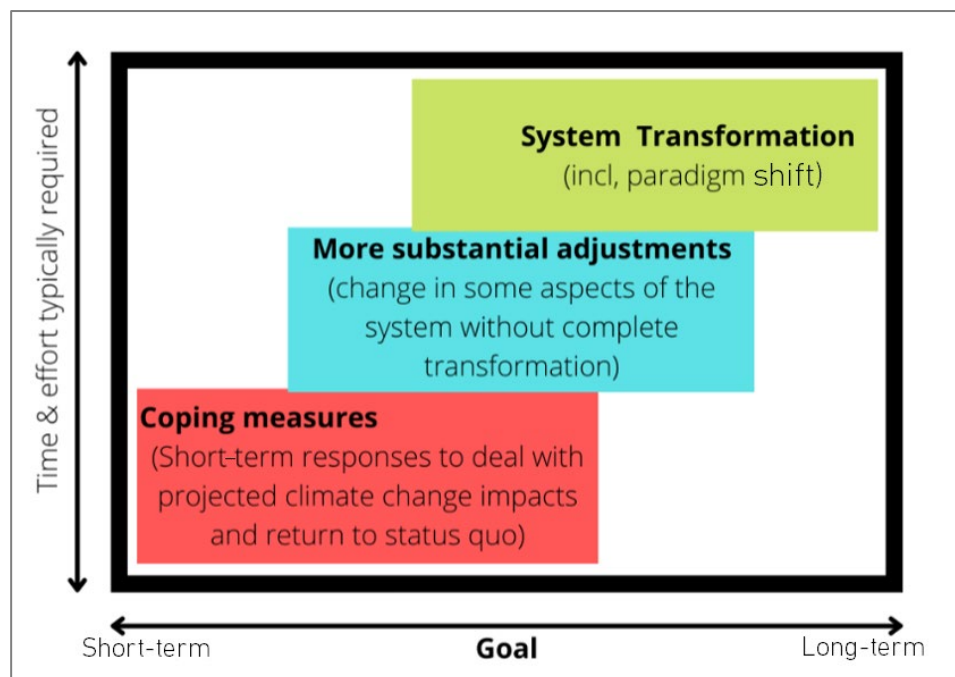 Time & effort typically required
System Transformation
(incl, paradigm shift)
More substantial adjustments
(change in some aspects of the
system without complete
transformation)
Coping measures
(Short-term responses to deal with
projected climate change impacts
and return to status quo)
Short-term
Goal
Long-term